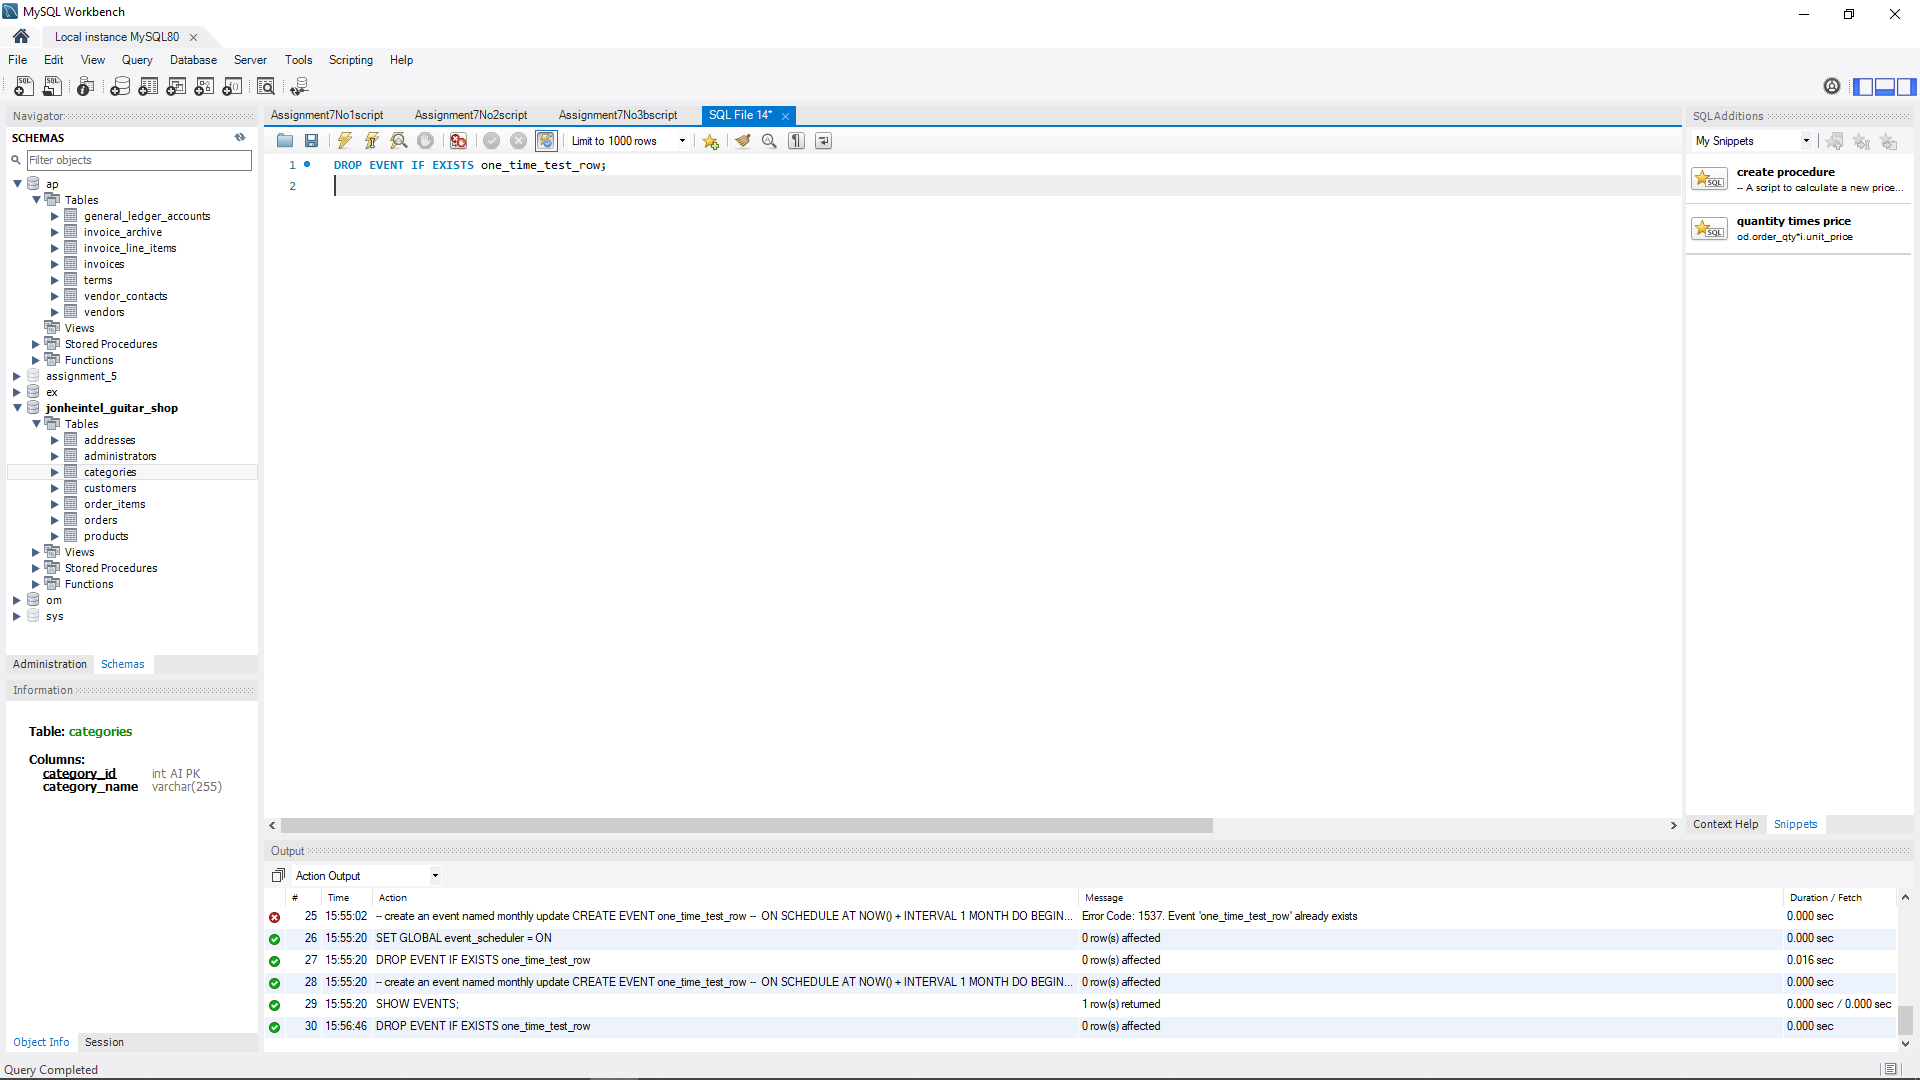 MySQL Workbench
Local instance MySQL80
File Edit View Query Database Server Tools Scripting Help
Navigator
SCHEMAS
Filter objects
ap
Tables
general_ledger_accounts
invoice_archive
invoice_line_items
invoices
terms
vendor_contacts
vendors
Views
Stored Procedures
Functions
assignment_5
ex
jonheintel_guitar_shop
Tables
addresses
administrators
categories
customers
order_items
orders
products
Views
Stored Procedures
Functions
om
sys
Administration Schemas
Information
Table: categories
Columns:
category_id int AI PK
category_name varchar(255)
Object Info Session
Query Completed
Assignment7No1script Assignment7No2script Assignment7No3bscript SQL File 14*
Limit to 1000 rows
1 DROP EVENT IF EXISTS one_time_test_row;
2
SQLAdditions
My Snippets
create procedure
-- A script to calculate a new price...
quantity times price
od.order_qty*i.unit_price
Context Help Snippets
Output
Action Output
# Time Action Message Duration / Fetch
25 15:55:02 -- create an event named monthly update CREATE EVENT one_time_test_row -- ON SCHEDULE AT NOW() + INTERVAL 1 MONTH DO BEGIN... Error Code: 1537. Event 'one_time_test_row' already exists 0.000 sec
26 15:55:20 SET GLOBAL event_scheduler = ON 0 row(s) affected 0.000 sec
27 15:55:20 DROP EVENT IF EXISTS one_time_test_row 0 row(s) affected 0.016 sec
28 15:55:20 -- create an event named monthly update CREATE EVENT one_time_test_row -- ON SCHEDULE AT NOW() + INTERVAL 1 MONTH DO BEGIN... 0 row(s) affected 0.000 sec
29 15:55:20 SHOW EVENTS; 1 row(s) returned 0.000 sec / 0.000 sec
30 15:56:46 DROP EVENT IF EXISTS one_time_test_row 0 row(s) affected 0.000 sec